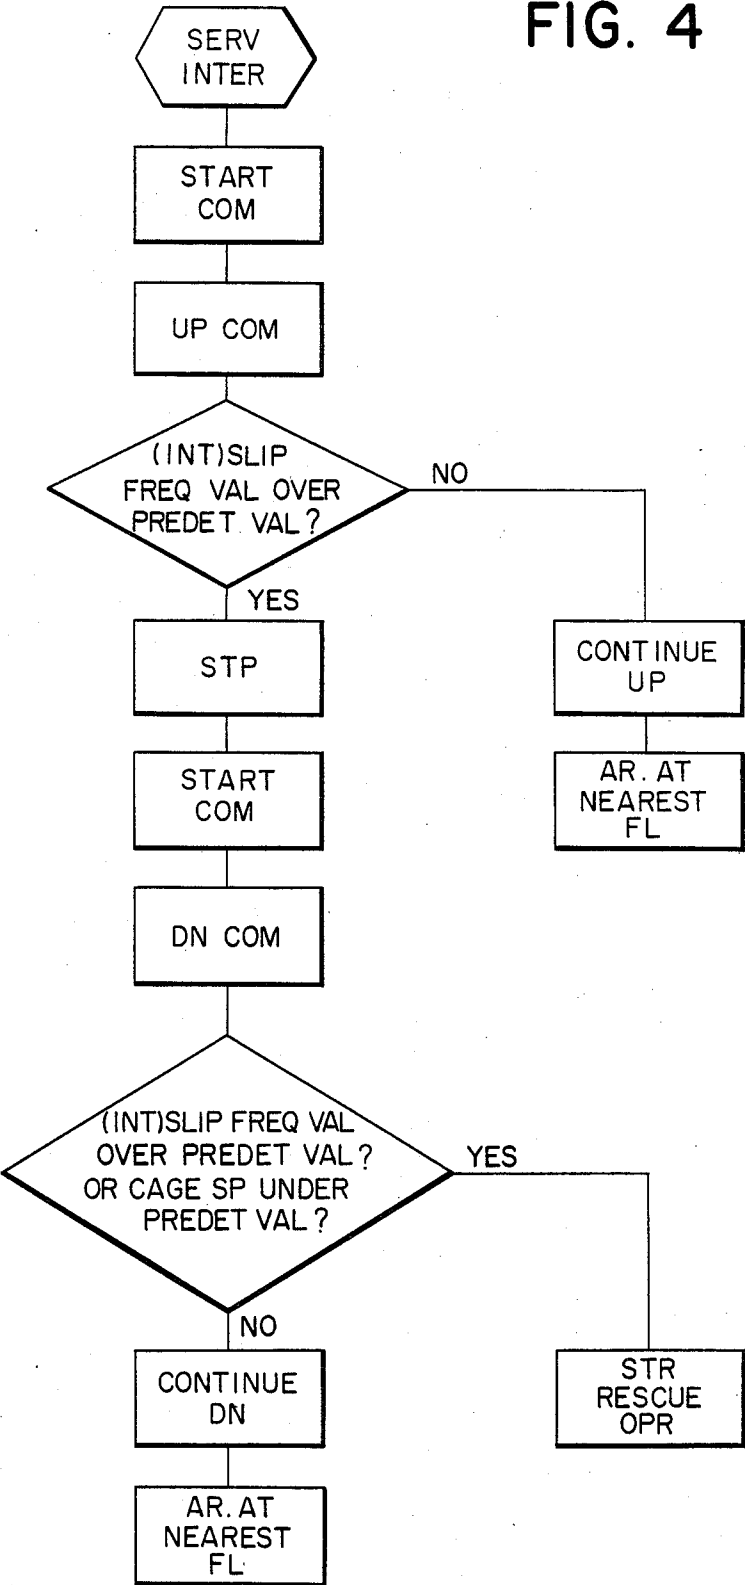 FIG. 4
SERV
INTER
START
COM
UP COM
(INT)SLIP
FREQ VAL OVER
PREDET VAL?
NO
YES
STP
CONTINUE
UP
START
COM
AR. AT
NEAREST
FL
DN COM
(INT)SLIP FREQ VAL
OVER PREDET VAL?
OR CAGE SP UNDER
PREDET VAL?
YES
NO
CONTINUE
DN
STR
RESCUE
OPR
AR. AT
NEAREST
FL